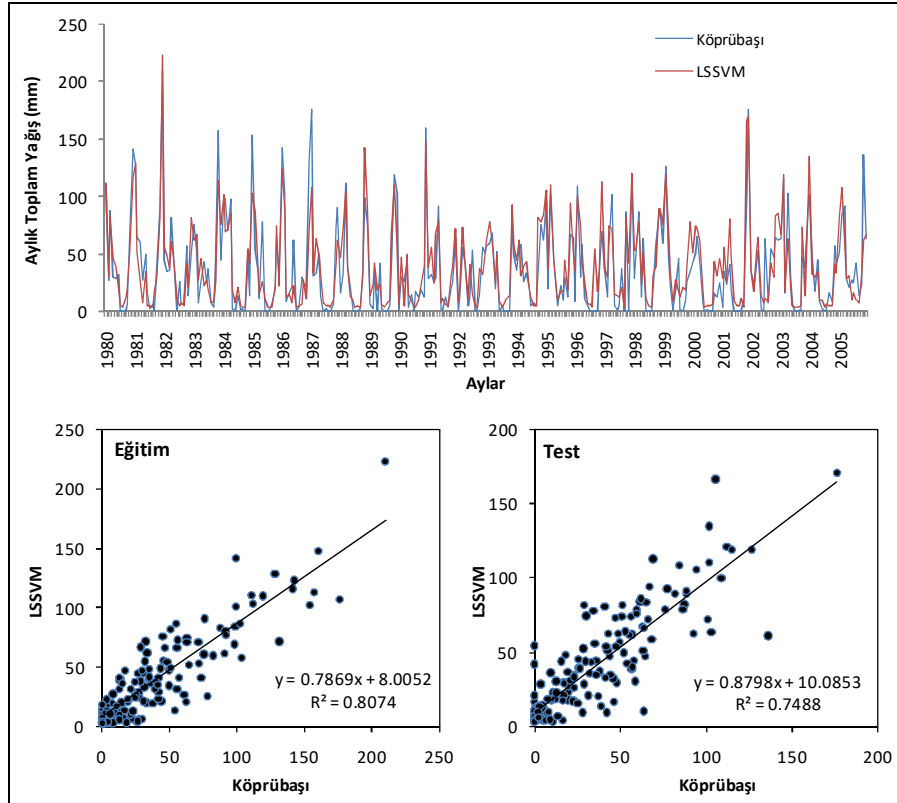 250
200
150
100
50
0
Aylık Toplam Yağış (mm)
Köprübaşı
LSSVM
1980 1981 1982 1983 1984 1985 1986 1987 1988 1989 1990 1991 1992 1993 1994 1995 1996 1997 1998 1999 2000 2001 2002 2003 2004 2005
Aylar
250
200
150
100
50
0
LSSVM
Eğitim
y = 0.7869x + 8.0052
R² = 0.8074
0 50 100 150 200 250
Köprübaşı
200
150
100
50
0
LSSVM
Test
y = 0.8798x + 10.0853
R² = 0.7488
0 50 100 150 200
Köprübaşı